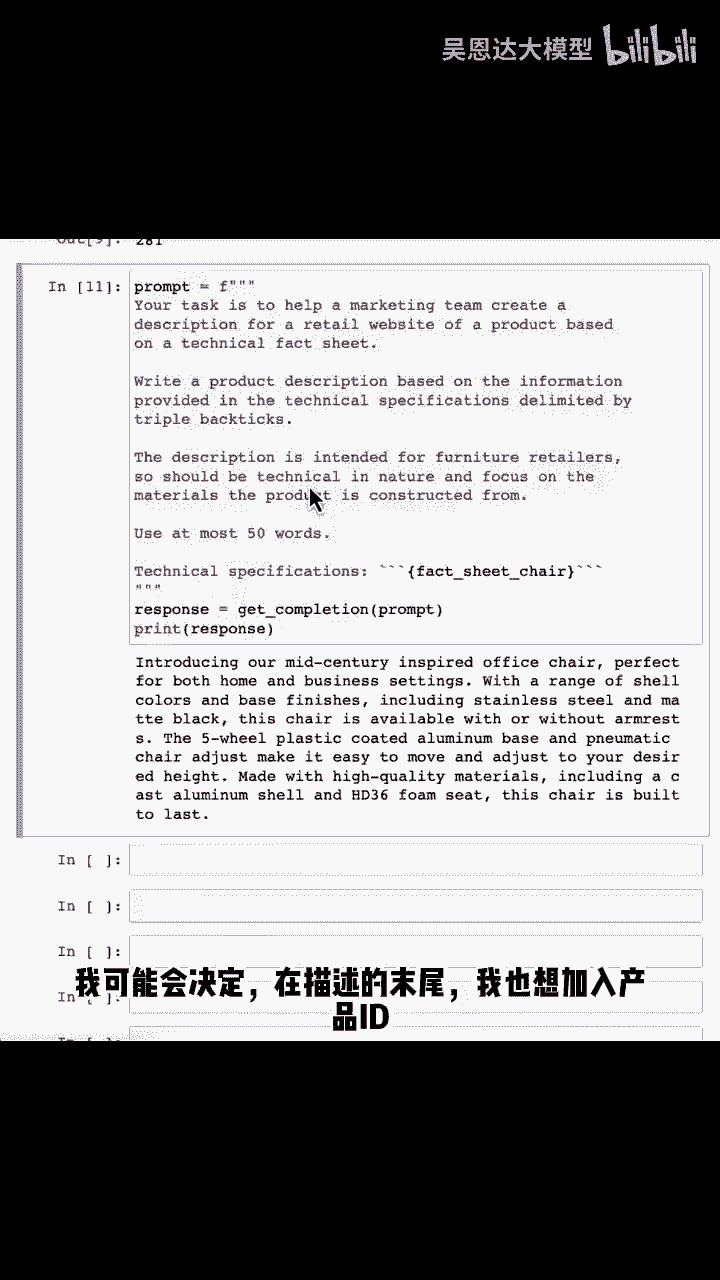 吴恩达大模型 bilibili
Out[9]: 281
In [11]: prompt = f"""
Your task is to help a marketing team create a
description for a retail website of a product based
on a technical fact sheet.
Write a product description based on the information
provided in the technical specifications delimited by
triple backticks.
The description is intended for furniture retailers,
so should be technical in nature and focus on the
materials the product is constructed from.
Use at most 50 words.
Technical specifications: ```{fact_sheet_chair}```
"""
response = get_completion(prompt)
print(response)
Introducing our mid-century inspired office chair, perfect
for both home and business settings. With a range of shell
colors and base finishes, including stainless steel and ma
tte black, this chair is available with or without armrest
s. The 5-wheel plastic coated aluminum base and pneumatic
chair adjust make it easy to move and adjust to your desir
ed height. Made with high-quality materials, including a c
ast aluminum shell and HD36 foam seat, this chair is built
to last.
In [ ]:
In [ ]:
In [ ]:
In [ ]:
我可能会决定，在描述的末尾，我也想加入产
品ID